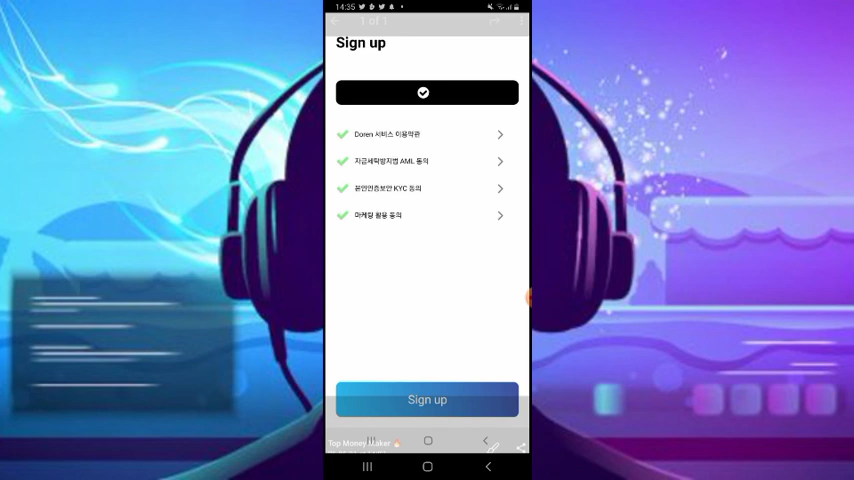 14:35
1 of 1
Sign up
Doren 서비스 이용약관
자금세탁방지법 AML 동의
본인인증보안 KYC 동의
마케팅 활용 동의
Sign up
Top Money Maker